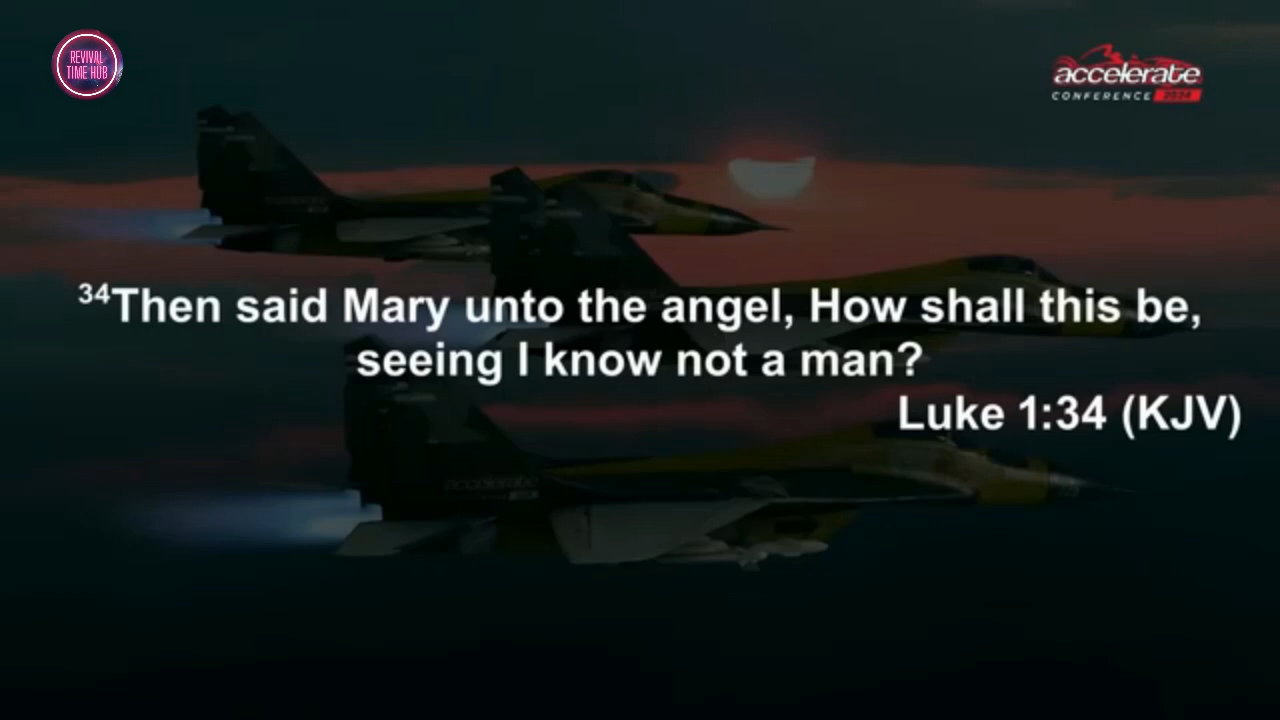 REVIVAL
TIME HUB
accelerate
CONFERENCE 2024
34Then said Mary unto the angel, How shall this be,
seeing I know not a man?
Luke 1:34 (KJV)
accelerate